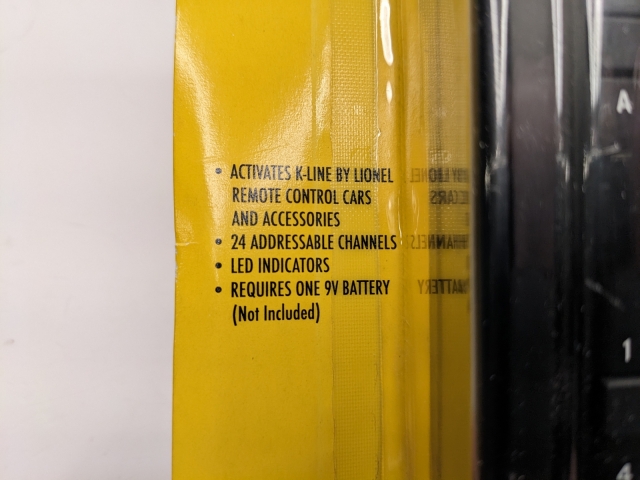 • ACTIVATES K-LINE BY LIONEL
REMOTE CONTROL CARS
AND ACCESSORIES
• 24 ADDRESSABLE CHANNELS
• LED INDICATORS
• REQUIRES ONE 9V BATTERY
(Not Included)
A
1
4